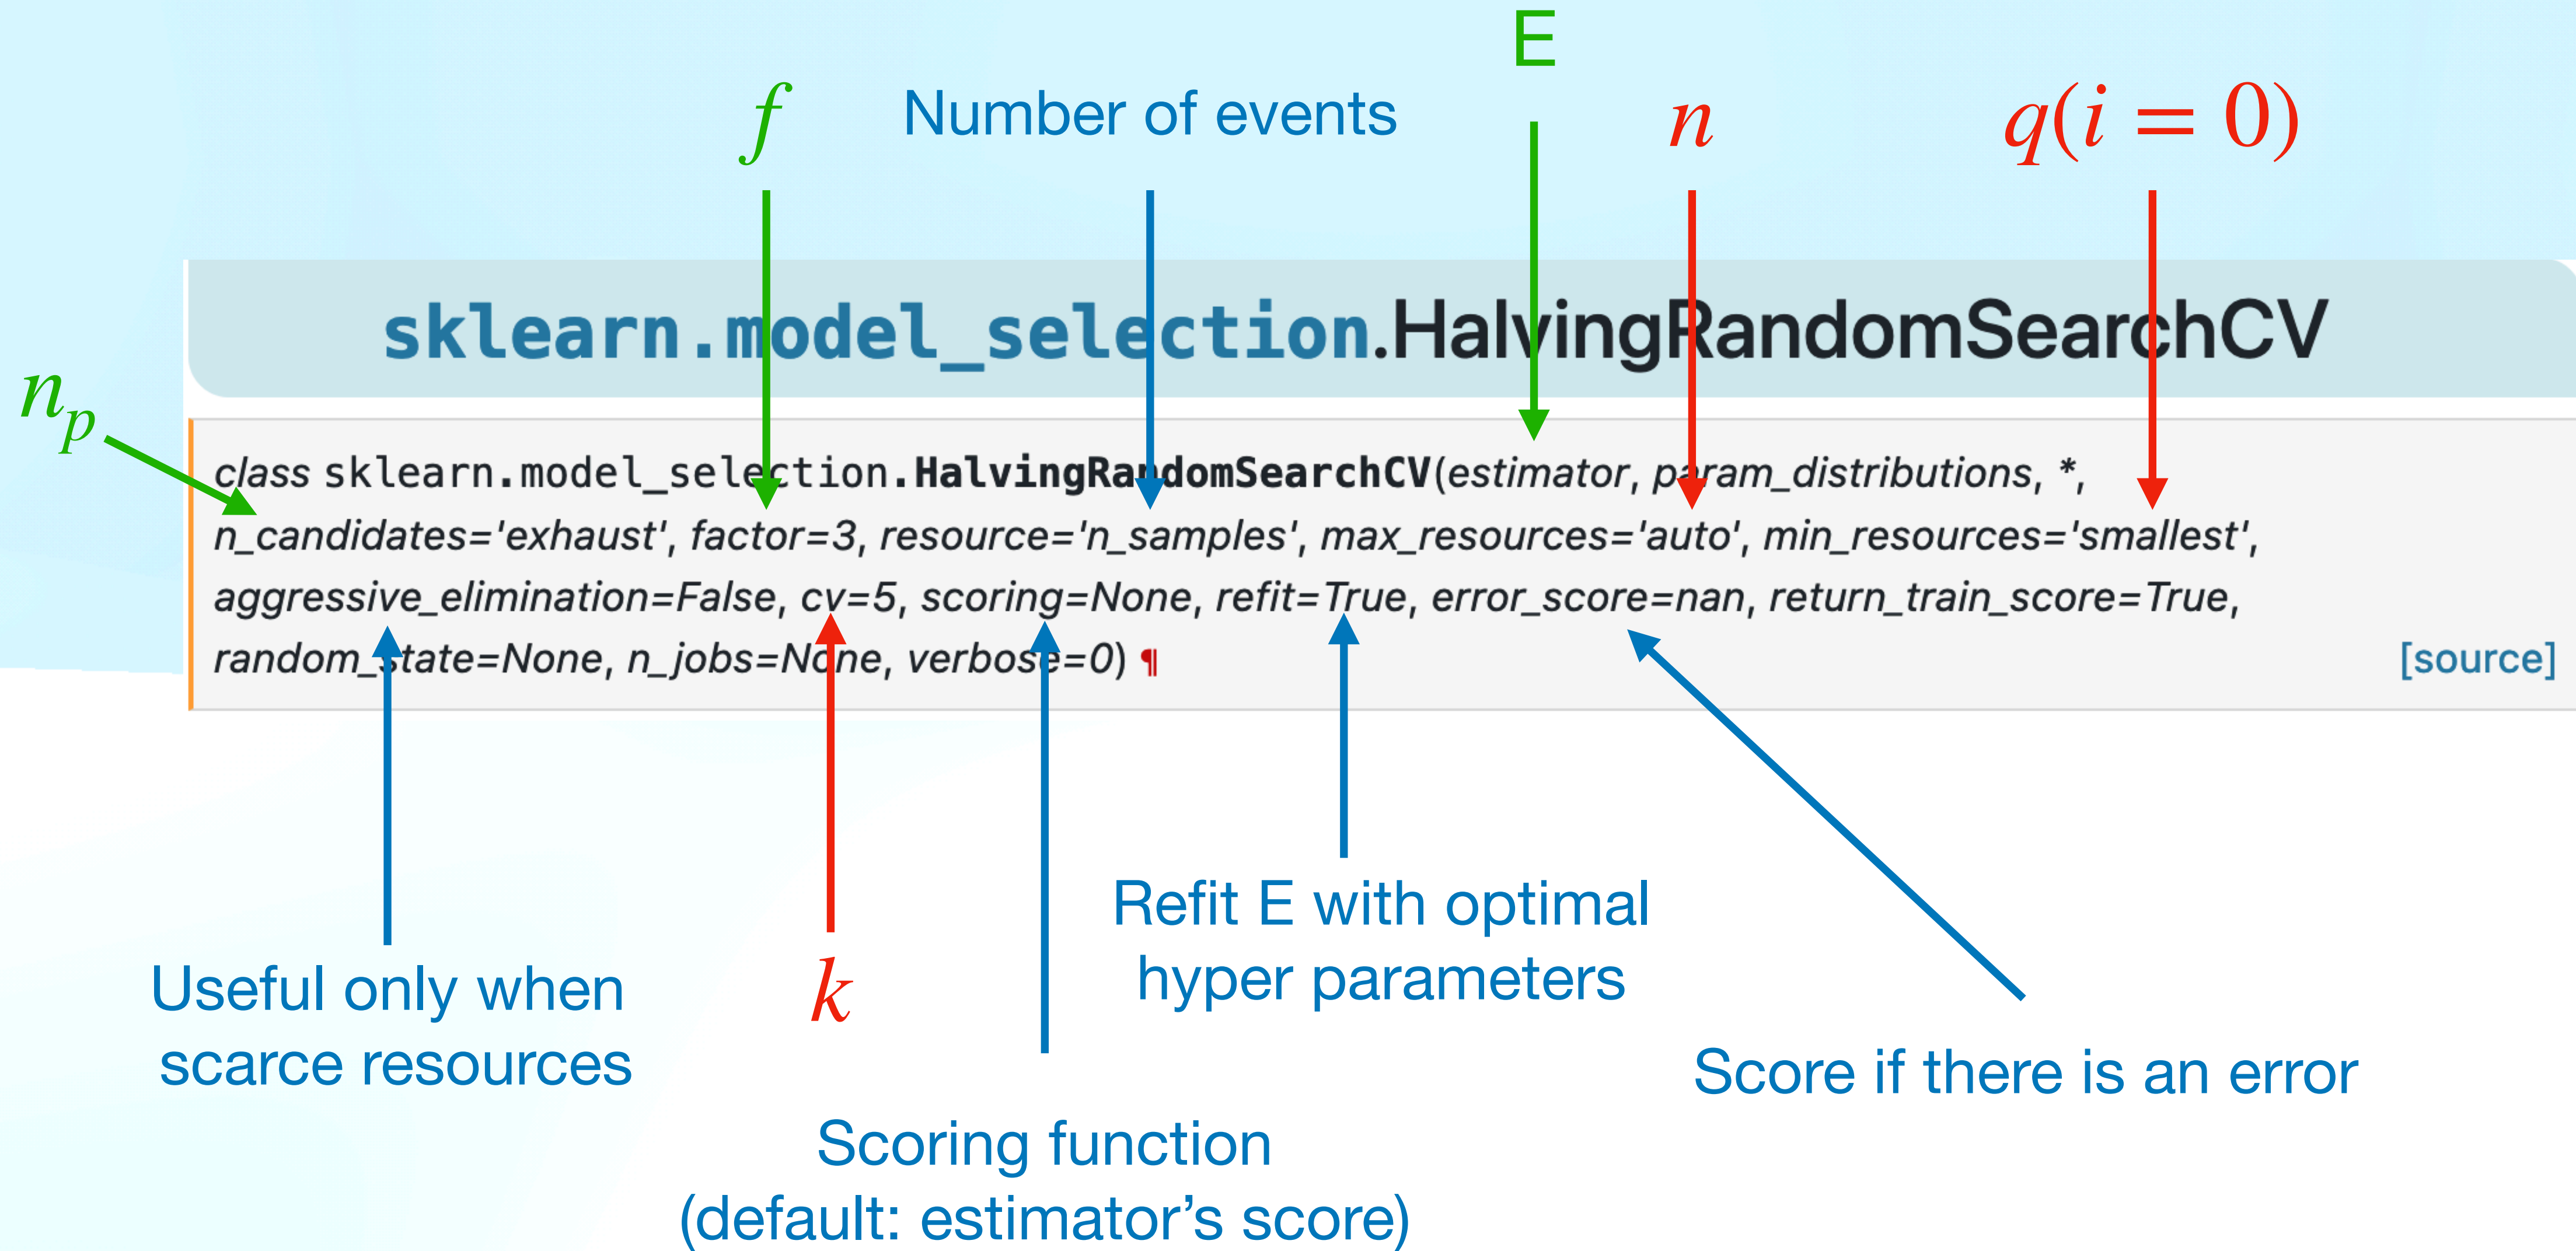 E
f
Number of events
n
q(i = 0)
sklearn.model_selection.HalvingRandomSearchCV
n_p
class sklearn.model_selection.HalvingRandomSearchCV(estimator, param_distributions, *,
n_candidates='exhaust', factor=3, resource='n_samples', max_resources='auto', min_resources='smallest',
aggressive_elimination=False, cv=5, scoring=None, refit=True, error_score=nan, return_train_score=True,
random_state=None, n_jobs=None, verbose=0) ¶
[source]
Useful only when
scarce resources
k
Scoring function
(default: estimator’s score)
Refit E with optimal
hyper parameters
Score if there is an error